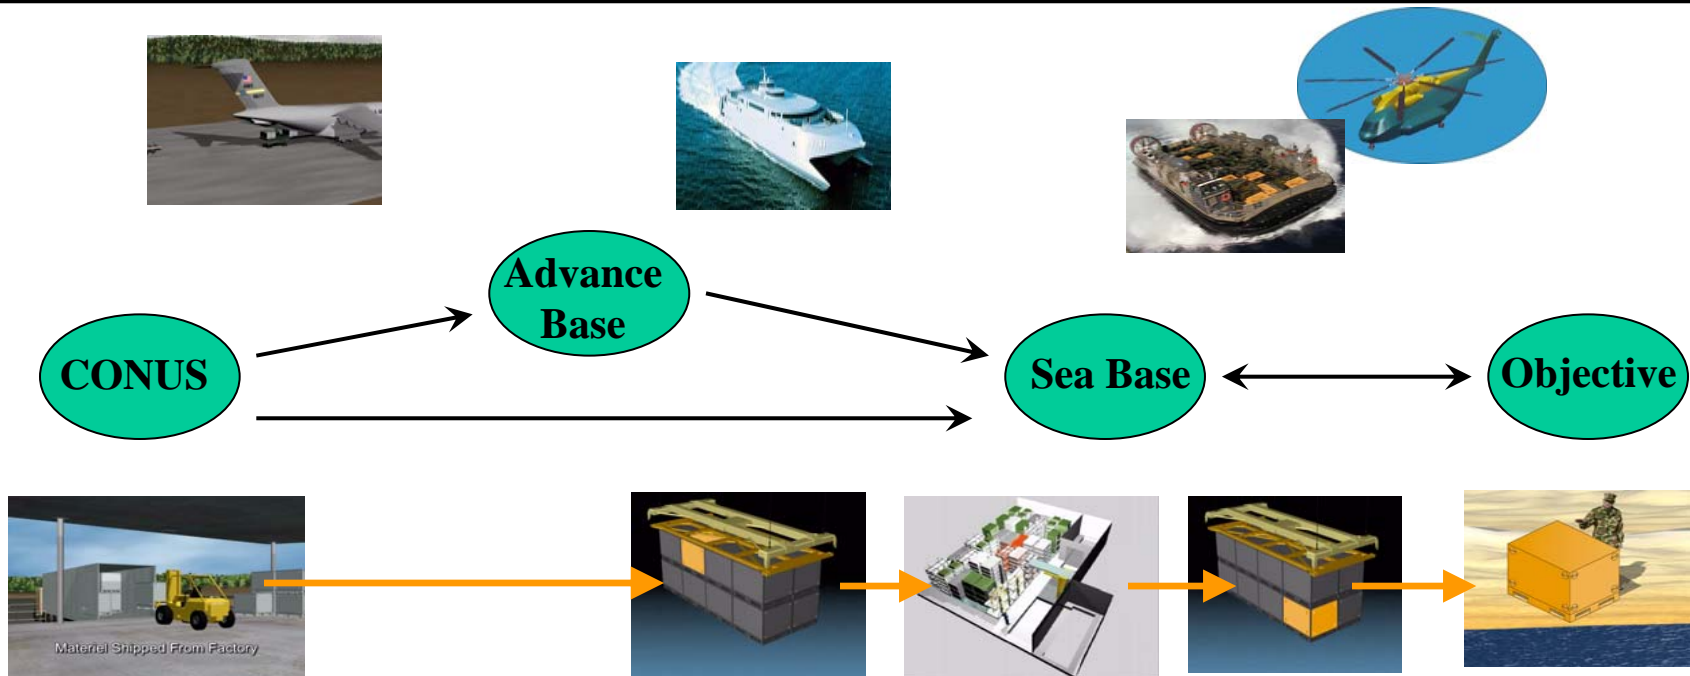 Advance
Base
CONUS
Sea Base
Objective
Materiel Shipped From Factory